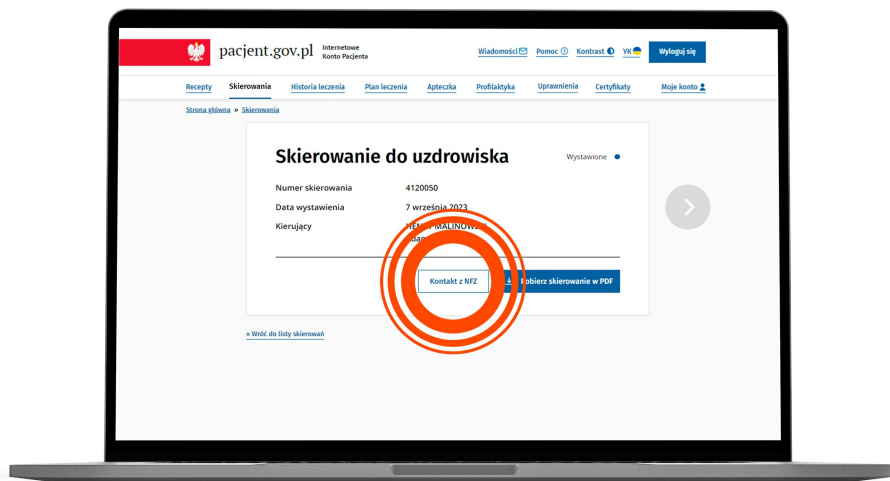 pacjent.gov.pl
Internetowe
Konto Pacjenta
Wiadomości Pomoc Kontrast УК Wyloguj się
Recepty Skierowania Historia leczenia Plan leczenia Apteczka Profilaktyka Uprawnienia Certyfikaty Moje konto
Strona główna » Skierowania
Skierowanie do uzdrowiska
Wystawione
Numer skierowania 4120050
Data wystawienia 7 września 2023
Kierujący
Kontakt z NFZ
skierowanie w PDF
« Wróć do listy skierowań